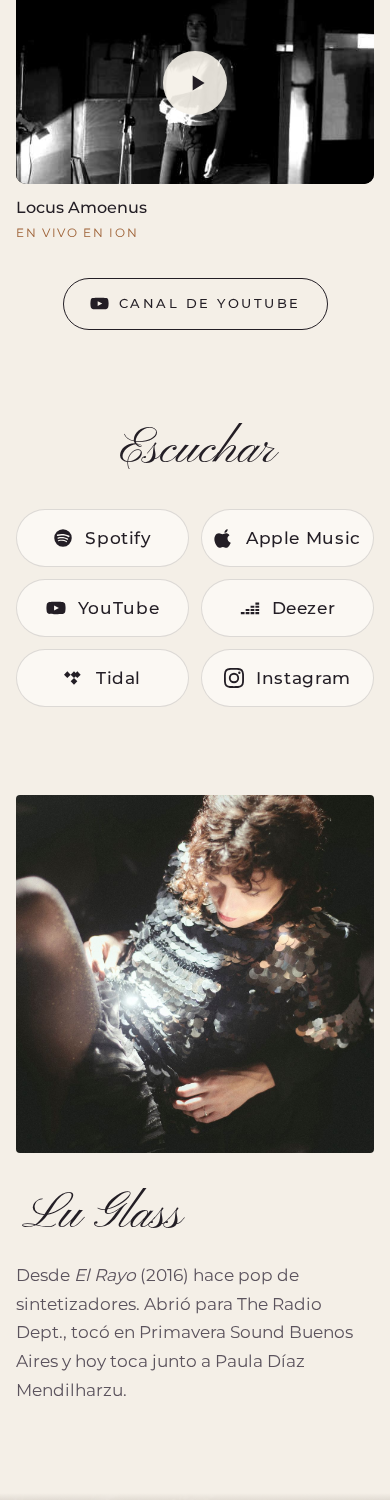 Locus Amoenus
EN VIVO EN ION
CANAL DE YOUTUBE
Escuchar
Spotify
Apple Music
YouTube
Deezer
Tidal
Instagram
Lu Glass
Desde El Rayo (2016) hace pop de
sintetizadores. Abrió para The Radio
Dept., tocó en Primavera Sound Buenos
Aires y hoy toca junto a Paula Díaz
Mendilharzu.